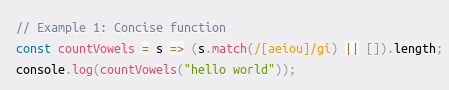 // Example 1: Concise function
const countVowels = s => (s.match(/[aeiou]/gi) || []).length;
console.log(countVowels("hello world"));